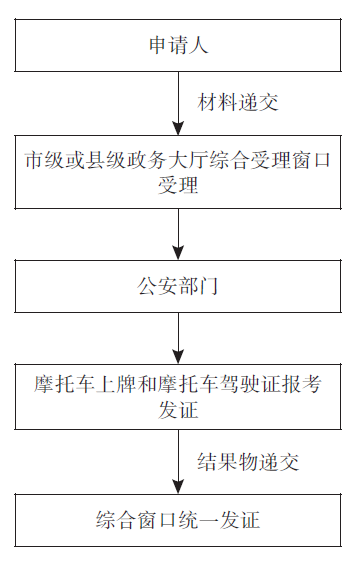 申请人
材料递交
市级或县级政务大厅综合受理窗口
受理
公安部门
摩托车上牌和摩托车驾驶证报考
发证
结果物递交
综合窗口统一发证